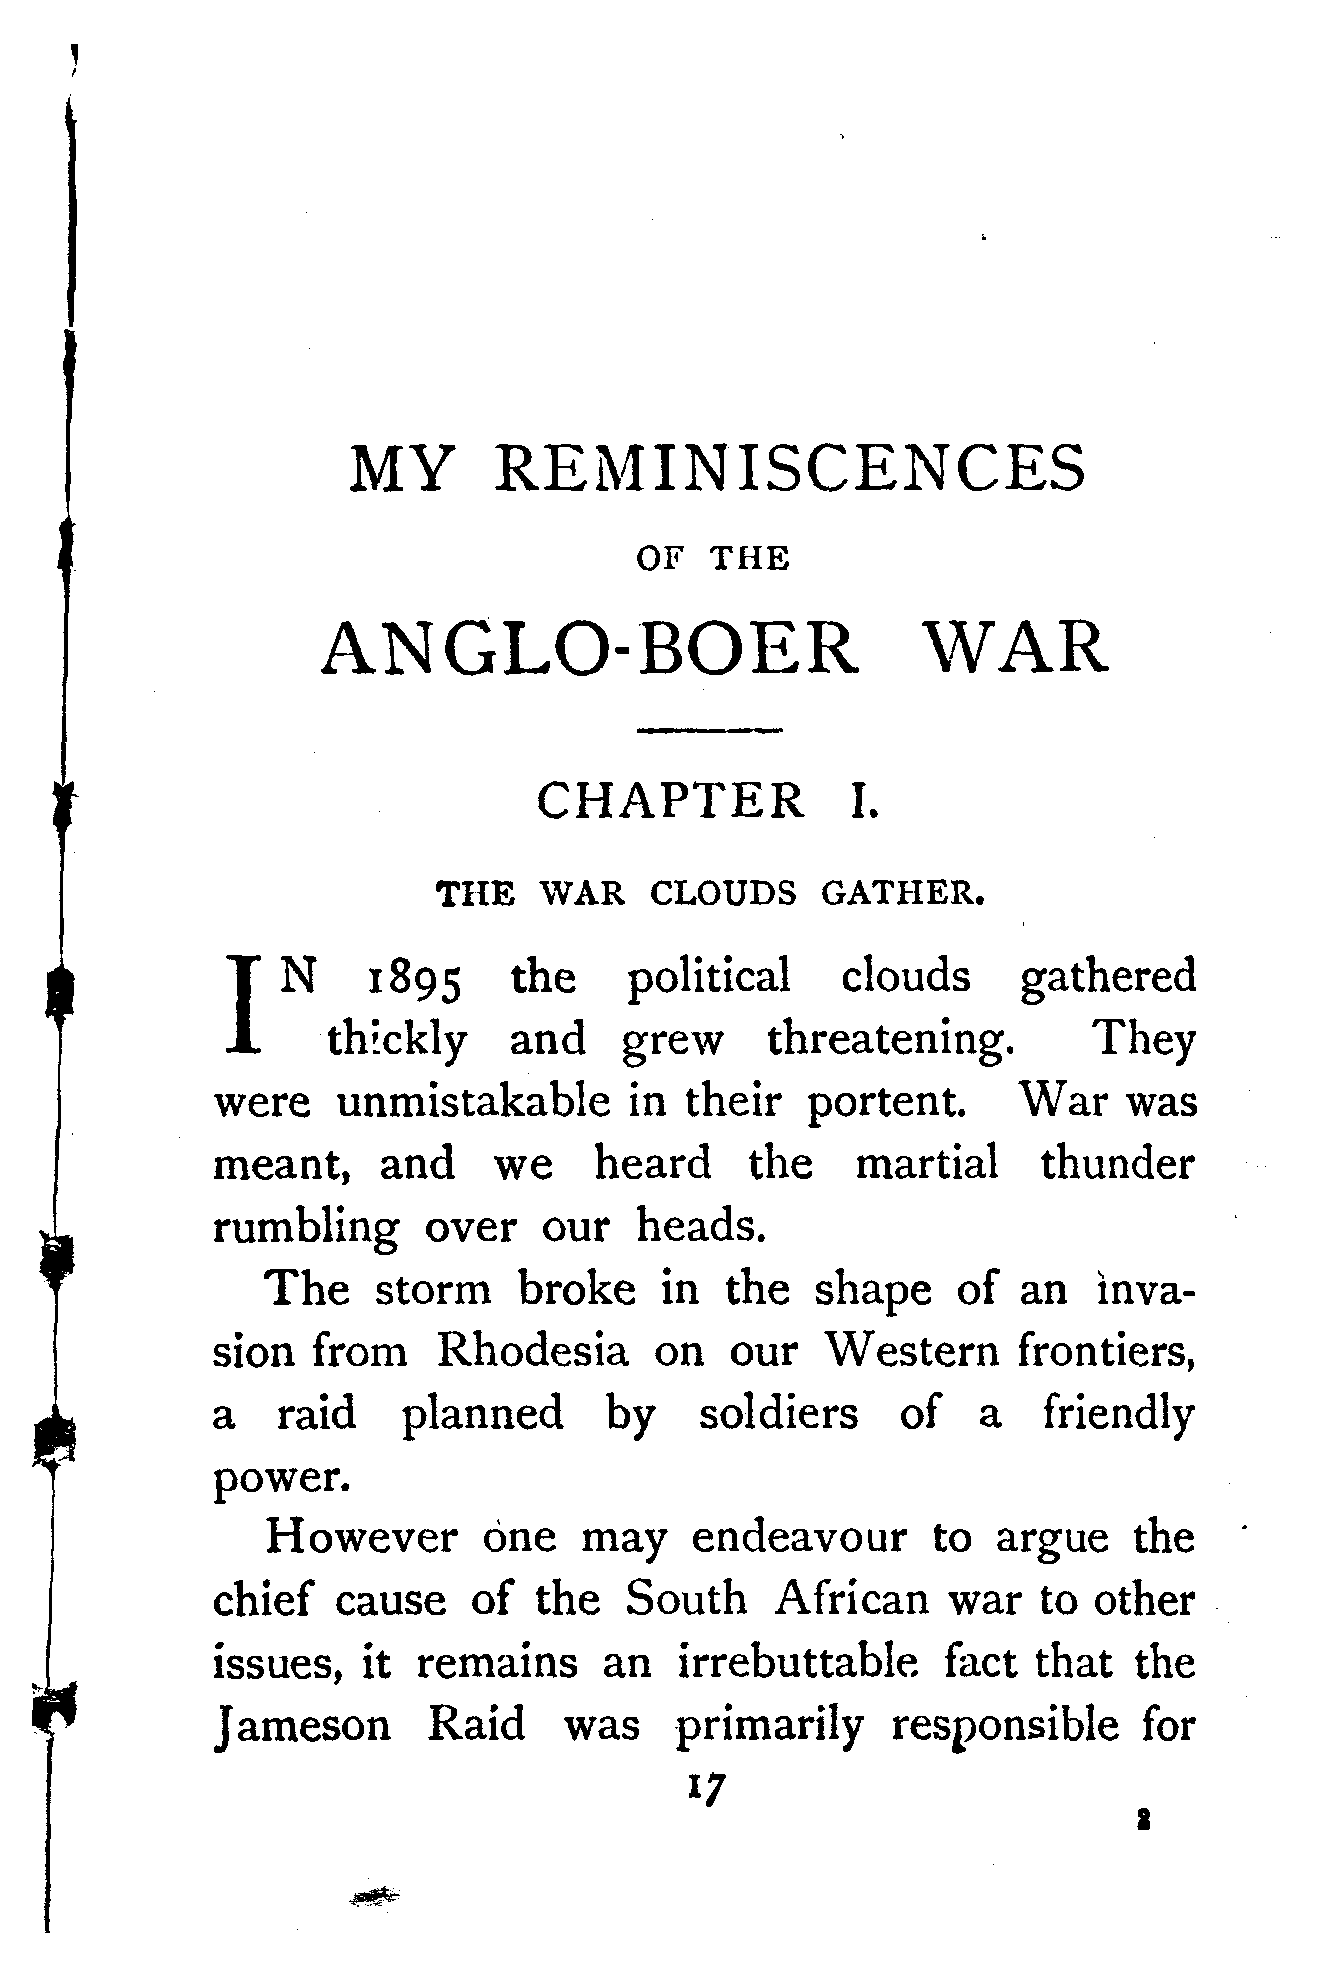 MY REMINISCENCES
OF THE
ANGLO-BOER WAR
CHAPTER I.
THE WAR CLOUDS GATHER.
IN 1895 the political clouds gathered
thickly and grew threatening. They
were unmistakable in their portent. War was
meant, and we heard the martial thunder
rumbling over our heads.
The storm broke in the shape of an inva-
sion from Rhodesia on our Western frontiers,
a raid planned by soldiers of a friendly
power.
However one may endeavour to argue the
chief cause of the South African war to other
issues, it remains an irrebuttable fact that the
Jameson Raid was primarily responsible for
17
2